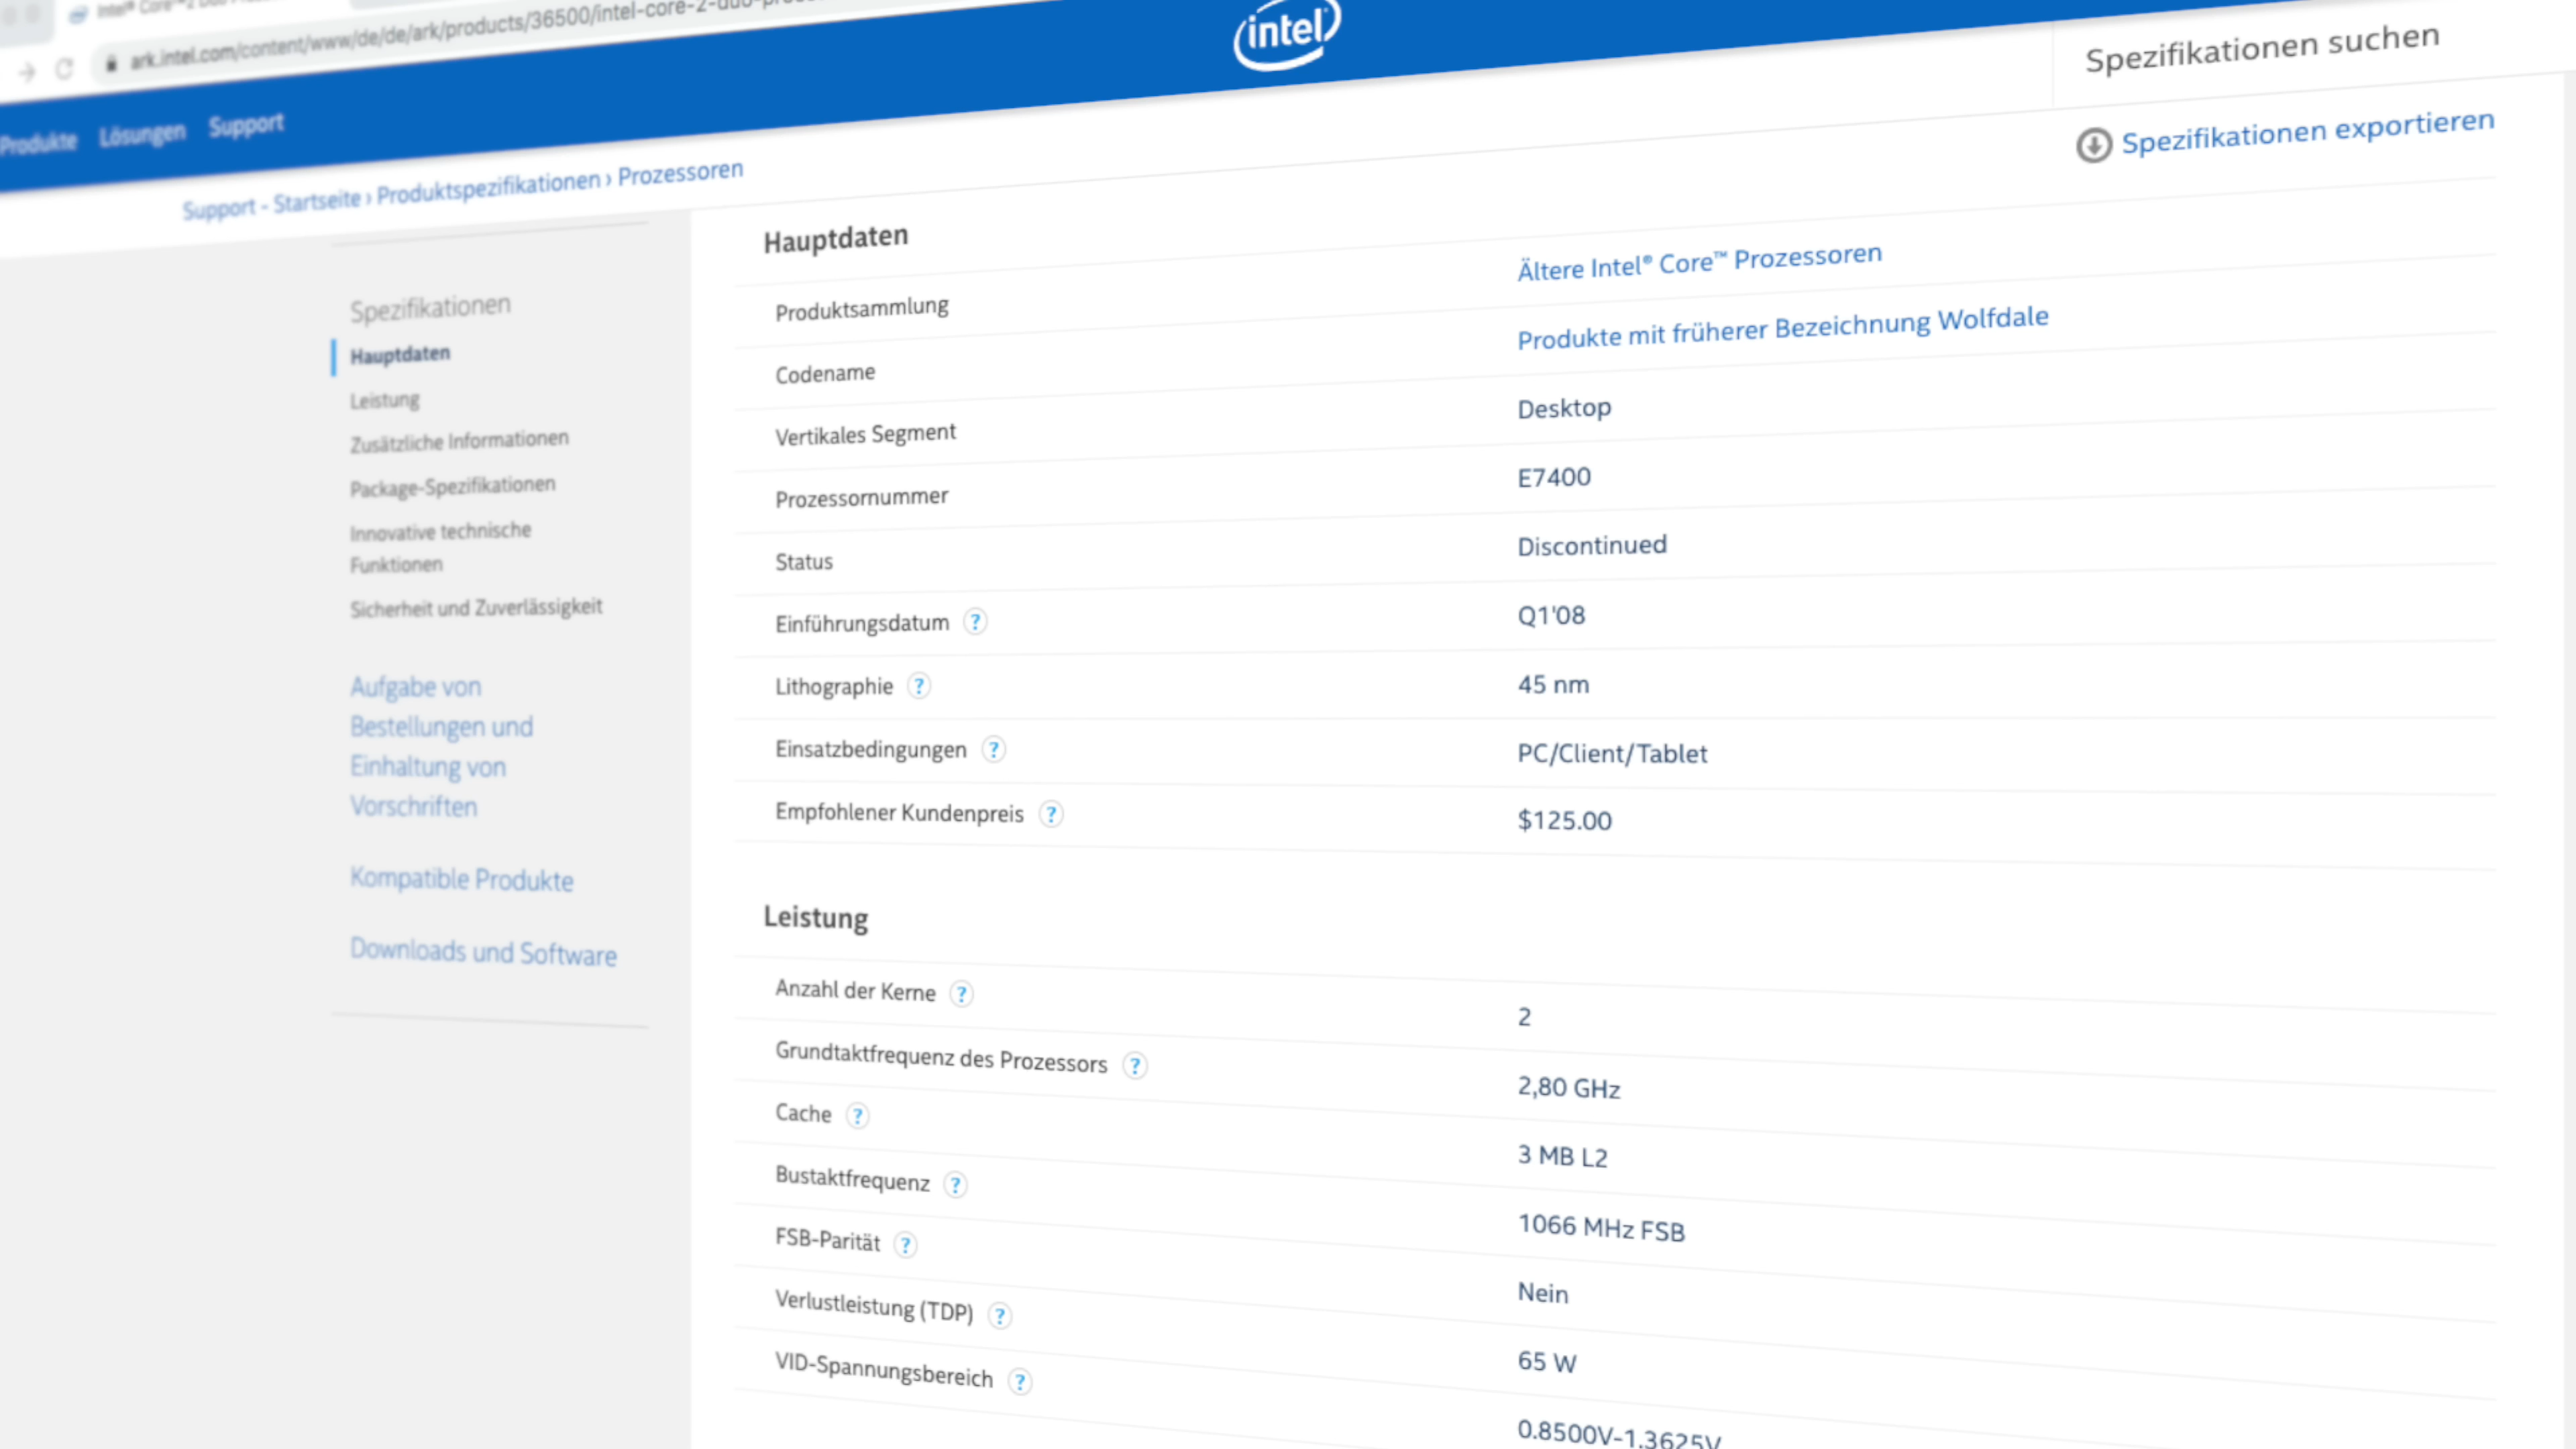 Intel® Core™2 Duo
ark.intel.com/content/www/de/de/ark/products/36500/intel-core-2-duo-
intel
Spezifikationen suchen
Produkte Lösungen Support
Spezifikationen exportieren
Support - Startseite › Produktspezifikationen › Prozessoren
Spezifikationen
Hauptdaten
Leistung
Zusätzliche Informationen
Package-Spezifikationen
Innovative technische
Funktionen
Sicherheit und Zuverlässigkeit
Aufgabe von
Bestellungen und
Einhaltung von
Vorschriften
Kompatible Produkte
Downloads und Software
Hauptdaten
Produktsammlung Ältere Intel® Core™ Prozessoren
Codename Produkte mit früherer Bezeichnung Wolfdale
Vertikales Segment Desktop
Prozessornummer E7400
Status Discontinued
Einführungsdatum ? Q1'08
Lithographie ? 45 nm
Einsatzbedingungen ? PC/Client/Tablet
Empfohlener Kundenpreis ? $125.00
Leistung
Anzahl der Kerne ? 2
Grundtaktfrequenz des Prozessors ? 2,80 GHz
Cache ? 3 MB L2
Bustaktfrequenz ? 1066 MHz FSB
FSB-Parität ? Nein
Verlustleistung (TDP) ? 65 W
VID-Spannungsbereich ? 0.8500V-1.3625V